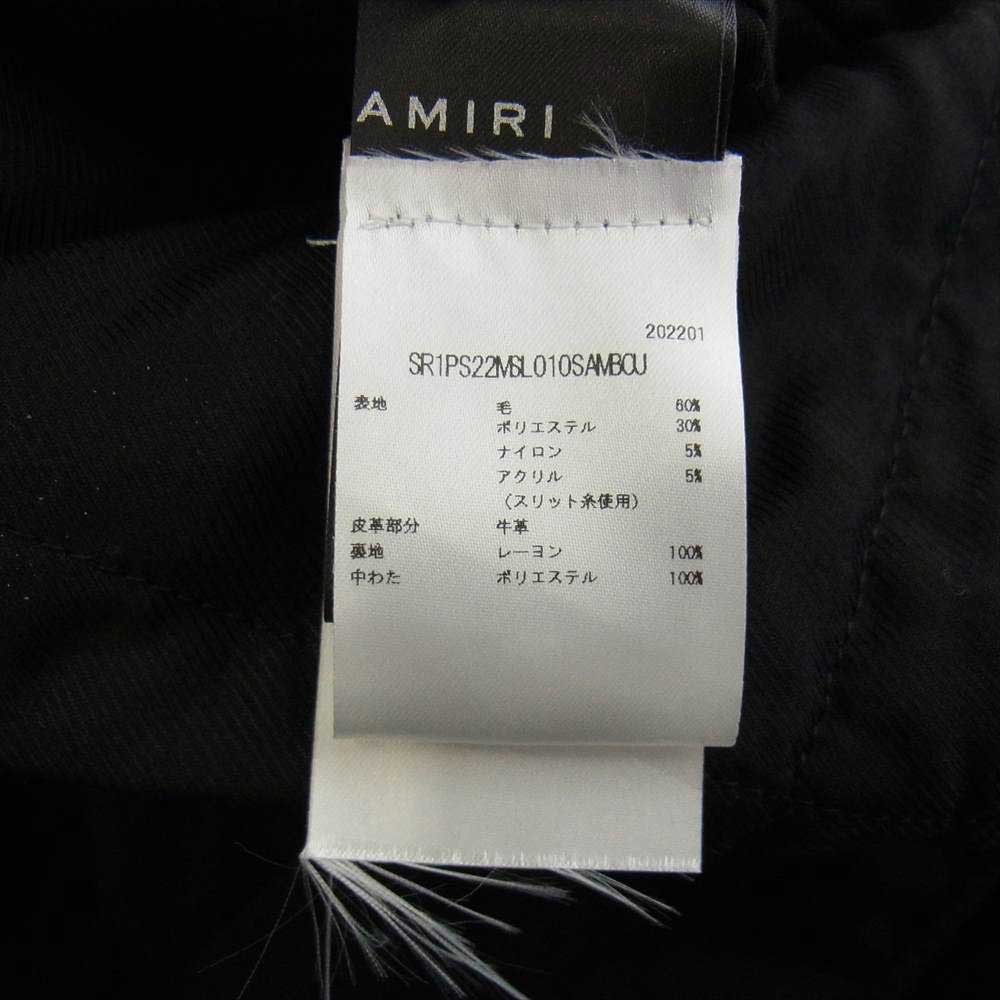 AMIRI
202201
SR1PS22MSL010SAMBCU
表地 毛 60%
ポリエステル 30%
ナイロン 5%
アクリル 5%
(スリット糸使用)
皮革部分 牛革
裏地 レーヨン 100%
中わた ポリエステル 100%